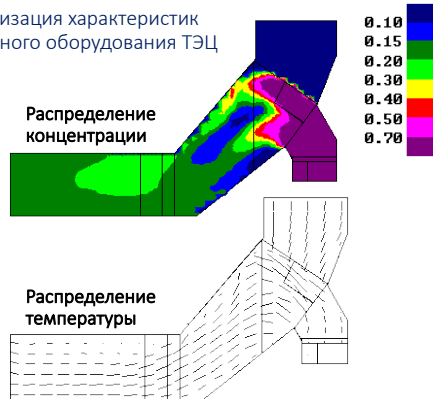 изация характеристик
ного оборудования ТЭЦ
0.10
0.15
0.20
0.30
0.40
0.50
0.70
Распределение
концентрации
Распределение
температуры